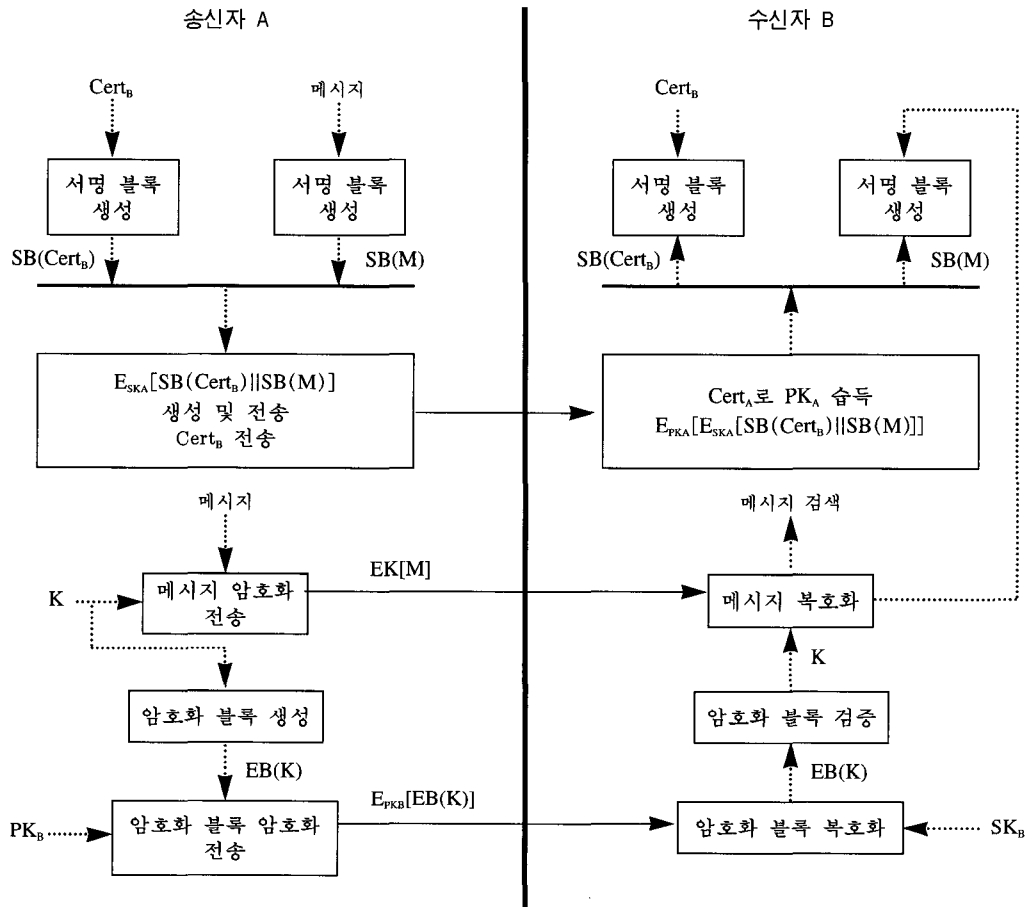 송신자 A
수신자 B
Cert_B
메시지
Cert_B
서명 블록
생성
서명 블록
생성
서명 블록
생성
서명 블록
생성
SB(Cert_B)
SB(M)
SB(Cert_B)
SB(M)
E_SKA[SB(Cert_B)||SB(M)]
생성 및 전송
Cert_B 전송
Cert_A로 PK_A 습득
E_PKA[E_SKA[SB(Cert_B)||SB(M)]]
메시지
메시지 검색
K
메시지 암호화
전송
EK[M]
메시지 복호화
K
암호화 블록 생성
암호화 블록 검증
EB(K)
EB(K)
PK_B
암호화 블록 암호화
전송
E_PKB[EB(K)]
암호화 블록 복호화
SK_B